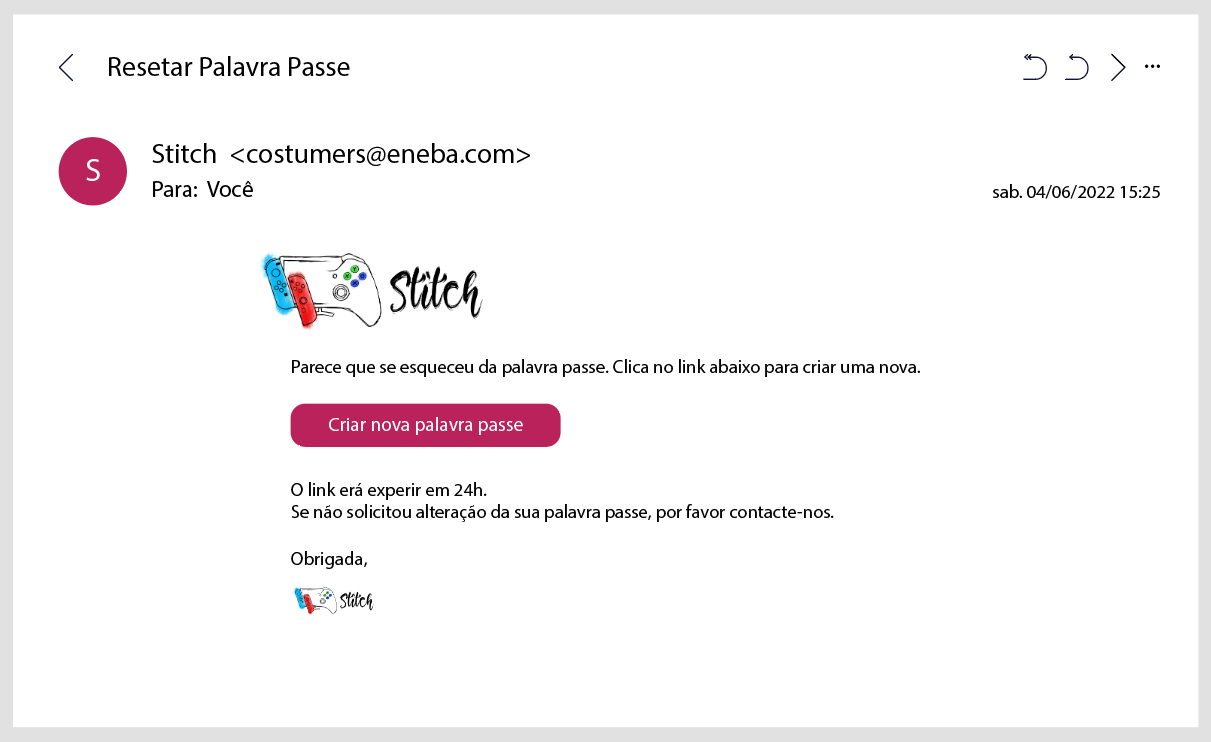 Resetar Palavra Passe
S
Stitch <costumers@eneba.com>
Para: Você
sab. 04/06/2022 15:25
Stitch
Parece que se esqueceu da palavra passe. Clica no link abaixo para criar uma nova.
Criar nova palavra passe
O link erá experir em 24h.
Se náo solicitou alteraçáo da sua palavra passe, por favor contacte-nos.
Obrigada,
Stitch